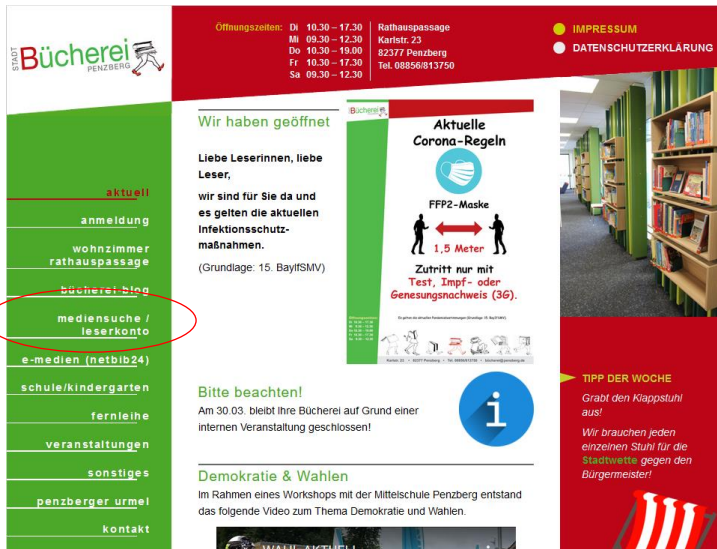 STADT
Bücherei
PENZBERG
Öffnungszeiten: Di 10.30 – 17.30
Mi 09.30 – 12.30
Do 10.30 – 19.00
Fr 10.30 – 17.30
Sa 09.30 – 12.30
Rathauspassage
Karlstr. 23
82377 Penzberg
Tel. 08856/813750
IMPRESSUM
DATENSCHUTZERKLÄRUNG
aktuell
anmeldung
wohnzimmer
rathauspassage
bücherei-blog
mediensuche /
leserkonto
e-medien (netbib24)
schule/kindergarten
fernleihe
veranstaltungen
sonstiges
penzberger urmel
kontakt
Wir haben geöffnet
Liebe Leserinnen, liebe
Leser,
wir sind für Sie da und
es gelten die aktuellen
Infektionsschutz-
maßnahmen.
(Grundlage: 15. BayIfSMV)
Bücherei
Aktuelle
Corona-Regeln
FFP2-Maske
1,5 Meter
Zutritt nur mit
Test, Impf- oder
Genesungsnachweis (3G).
Bitte beachten!
Am 30.03. bleibt Ihre Bücherei auf Grund einer
internen Veranstaltung geschlossen!
i
Demokratie & Wahlen
Im Rahmen eines Workshops mit der Mittelschule Penzberg entstand
das folgende Video zum Thema Demokratie und Wahlen.
WAHL AKTUELL
TIPP DER WOCHE
Grabt den Klappstuhl
aus!
Wir brauchen jeden
einzelnen Stuhl für die
Stadtwette gegen den
Bürgermeister!